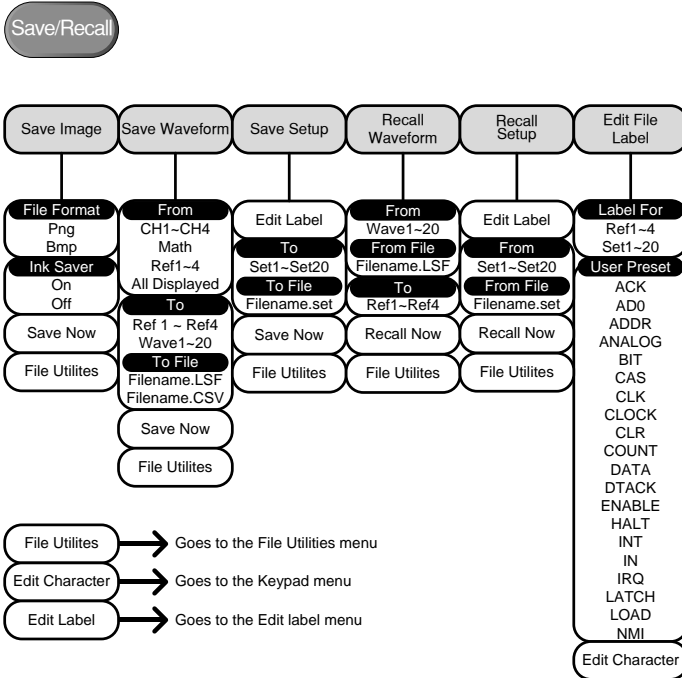 Save/Recall
Save Image
Save Waveform
Save Setup
Recall
Waveform
Recall
Setup
Edit File
Label
File Format
Png
Bmp
Ink Saver
On
Off
Save Now
File Utilites
From
CH1~CH4
Math
Ref1~4
All Displayed
To
Ref 1 ~ Ref4
Wave1~20
To File
Filename.LSF
Filename.CSV
Save Now
File Utilites
Edit Label
To
Set1~Set20
To File
Filename.set
Save Now
File Utilites
From
Wave1~20
From File
Filename.LSF
To
Ref1~Ref4
Recall Now
File Utilites
Edit Label
From
Set1~Set20
From File
Filename.set
Recall Now
File Utilites
Label For
Ref1~4
Set1~20
User Preset
ACK
AD0
ADDR
ANALOG
BIT
CAS
CLK
CLOCK
CLR
COUNT
DATA
DTACK
ENABLE
HALT
INT
IN
IRQ
LATCH
LOAD
NMI
Edit Character
File Utilites Goes to the File Utilities menu
Edit Character Goes to the Keypad menu
Edit Label Goes to the Edit label menu